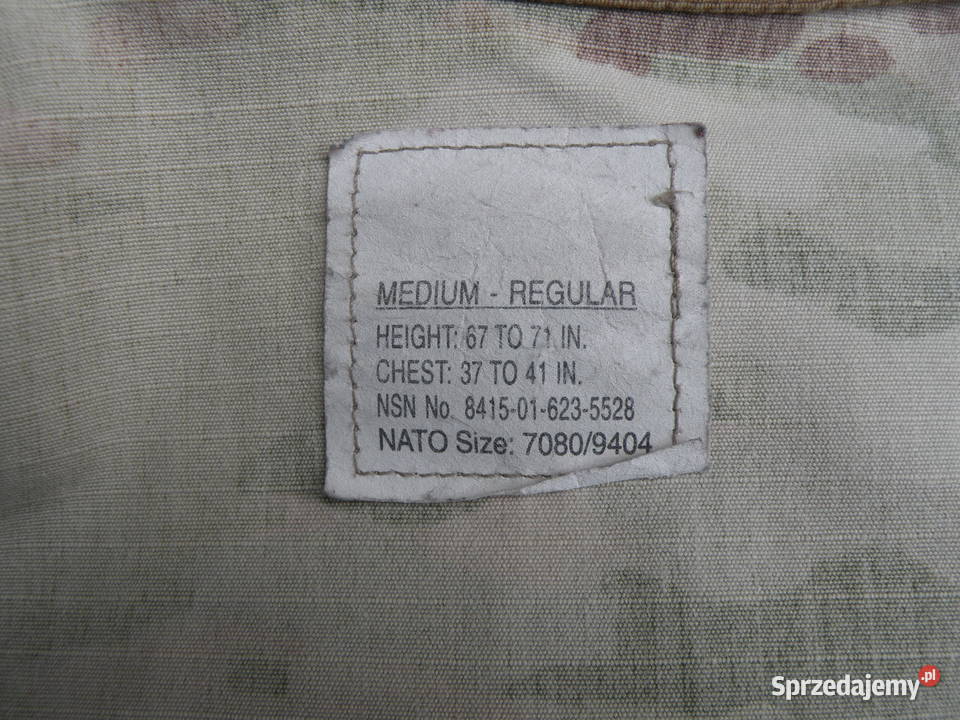 MEDIUM - REGULAR
HEIGHT: 67 TO 71 IN.
CHEST: 37 TO 41 IN.
NSN No. 8415-01-623-5528
NATO Size: 7080/9404
Sprzedajemy.pl